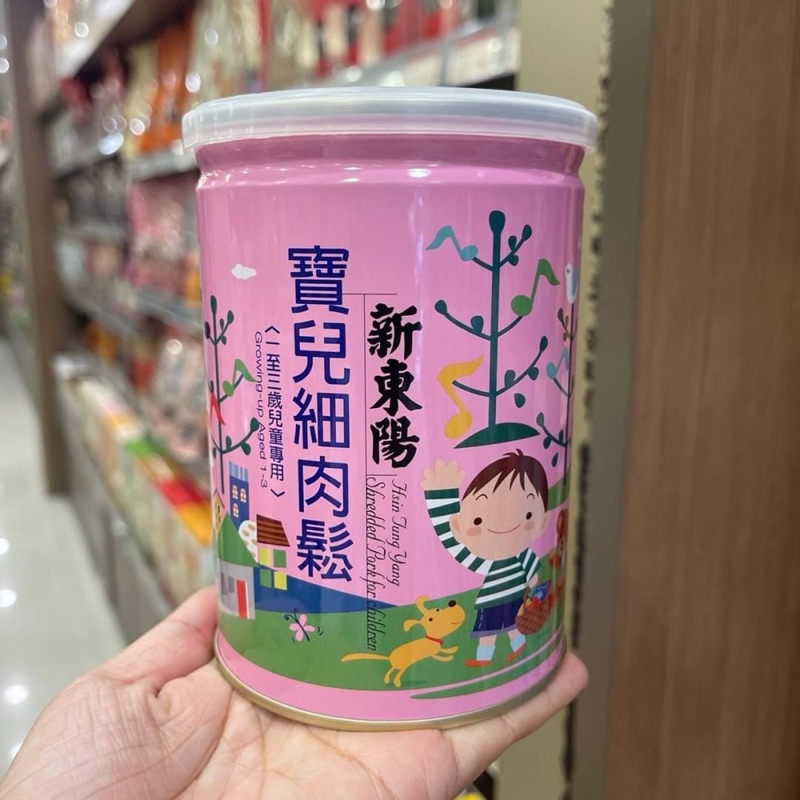 新東陽
Hsin Tung Yang
Shredded Pork for children
寶兒細肉鬆
〈一至三歲兒童專用〉
Growing-up Aged 1-3